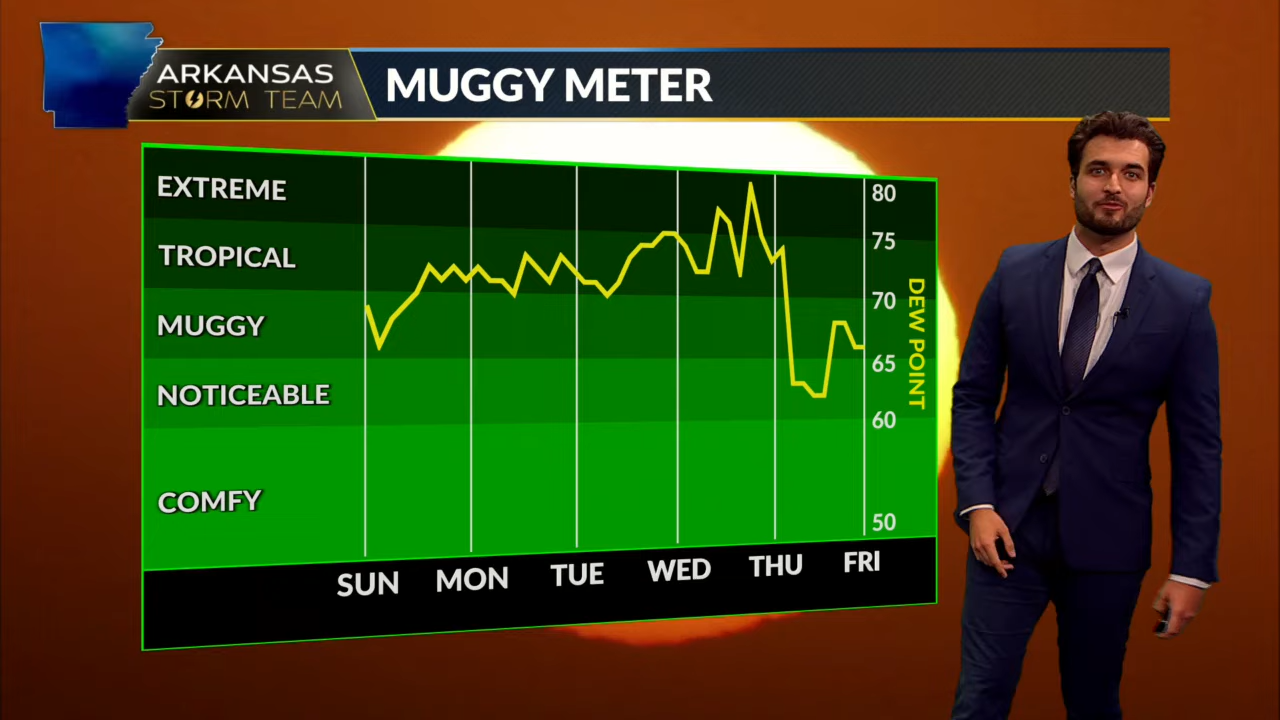 ARKANSAS
STORM TEAM
MUGGY METER
EXTREME
TROPICAL
MUGGY
NOTICEABLE
COMFY
80
75
70
65
60
50
DEW POINT
SUN MON TUE WED THU FRI